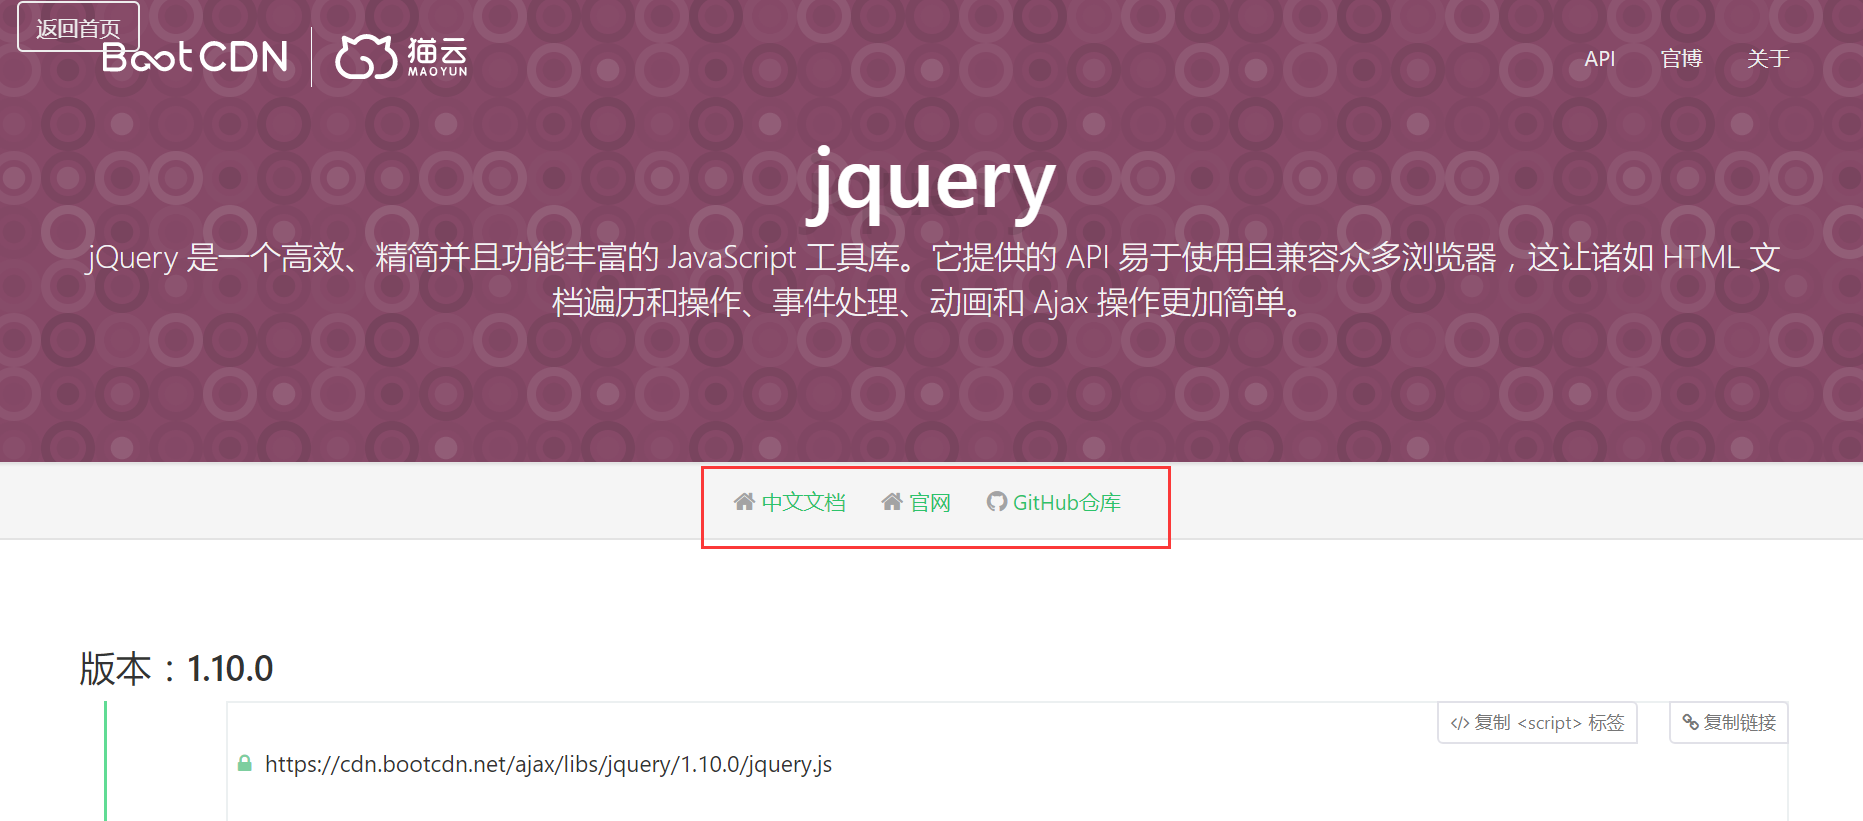 返回首页
BootCDN
猫云
MAOYUN
API 官博 关于
jquery
jQuery 是一个高效、精简并且功能丰富的 JavaScript 工具库。它提供的 API 易于使用且兼容众多浏览器，这让诸如 HTML 文
档遍历和操作、事件处理、动画和 Ajax 操作更加简单。
中文文档 官网 GitHub仓库
版本：1.10.0
</> 复制 <script> 标签 复制链接
https://cdn.bootcdn.net/ajax/libs/jquery/1.10.0/jquery.js